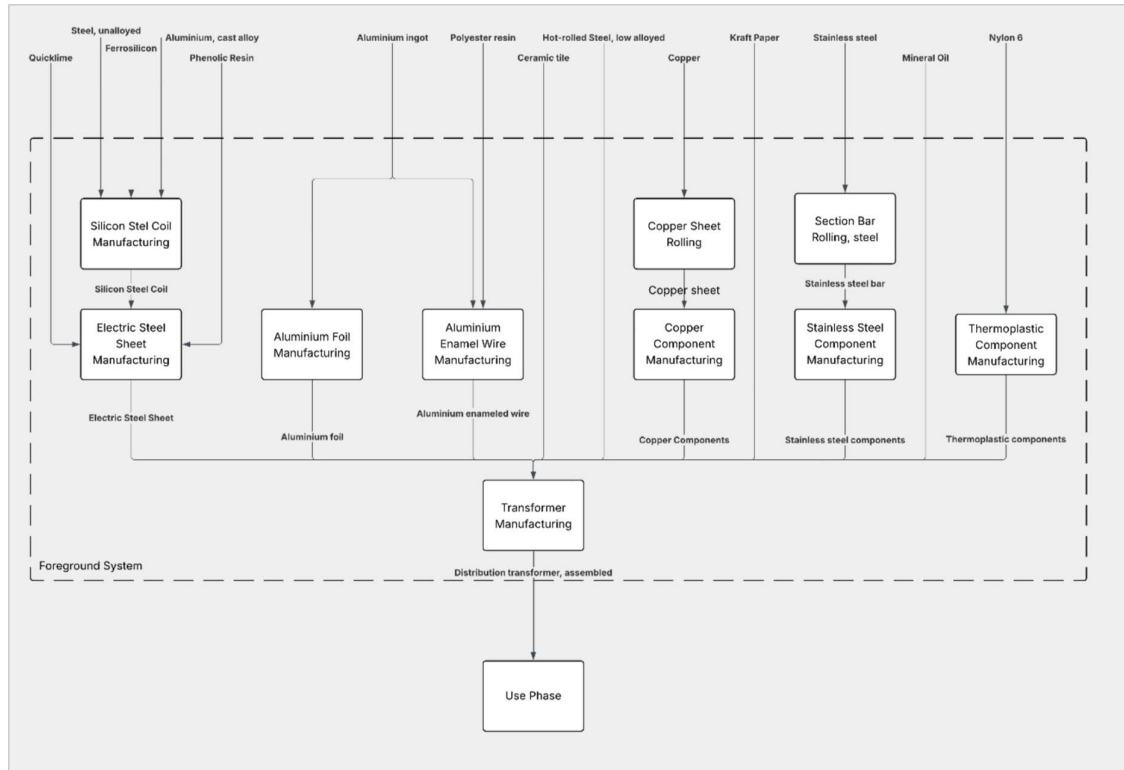 Steel, unalloyed
Ferrosilicon
Aluminium, cast alloy
Aluminium ingot
Polyester resin
Hot-rolled Steel, low alloyed
Kraft Paper
Stainless steel
Nylon 6
Quicklime
Phenolic Resin
Ceramic tile
Copper
Mineral Oil
Silicon Stel Coil
Manufacturing
Copper Sheet
Rolling
Section Bar
Rolling, steel
Silicon Steel Coil
Copper sheet
Stainless steel bar
Electric Steel
Sheet
Manufacturing
Aluminium Foil
Manufacturing
Aluminium
Enamel Wire
Manufacturing
Copper
Component
Manufacturing
Stainless Steel
Component
Manufacturing
Thermoplastic
Component
Manufacturing
Electric Steel Sheet
Aluminium foil
Aluminium enameled wire
Copper Components
Stainless steel components
Thermoplastic components
Transformer
Manufacturing
Foreground System
Distribution transformer, assembled
Use Phase